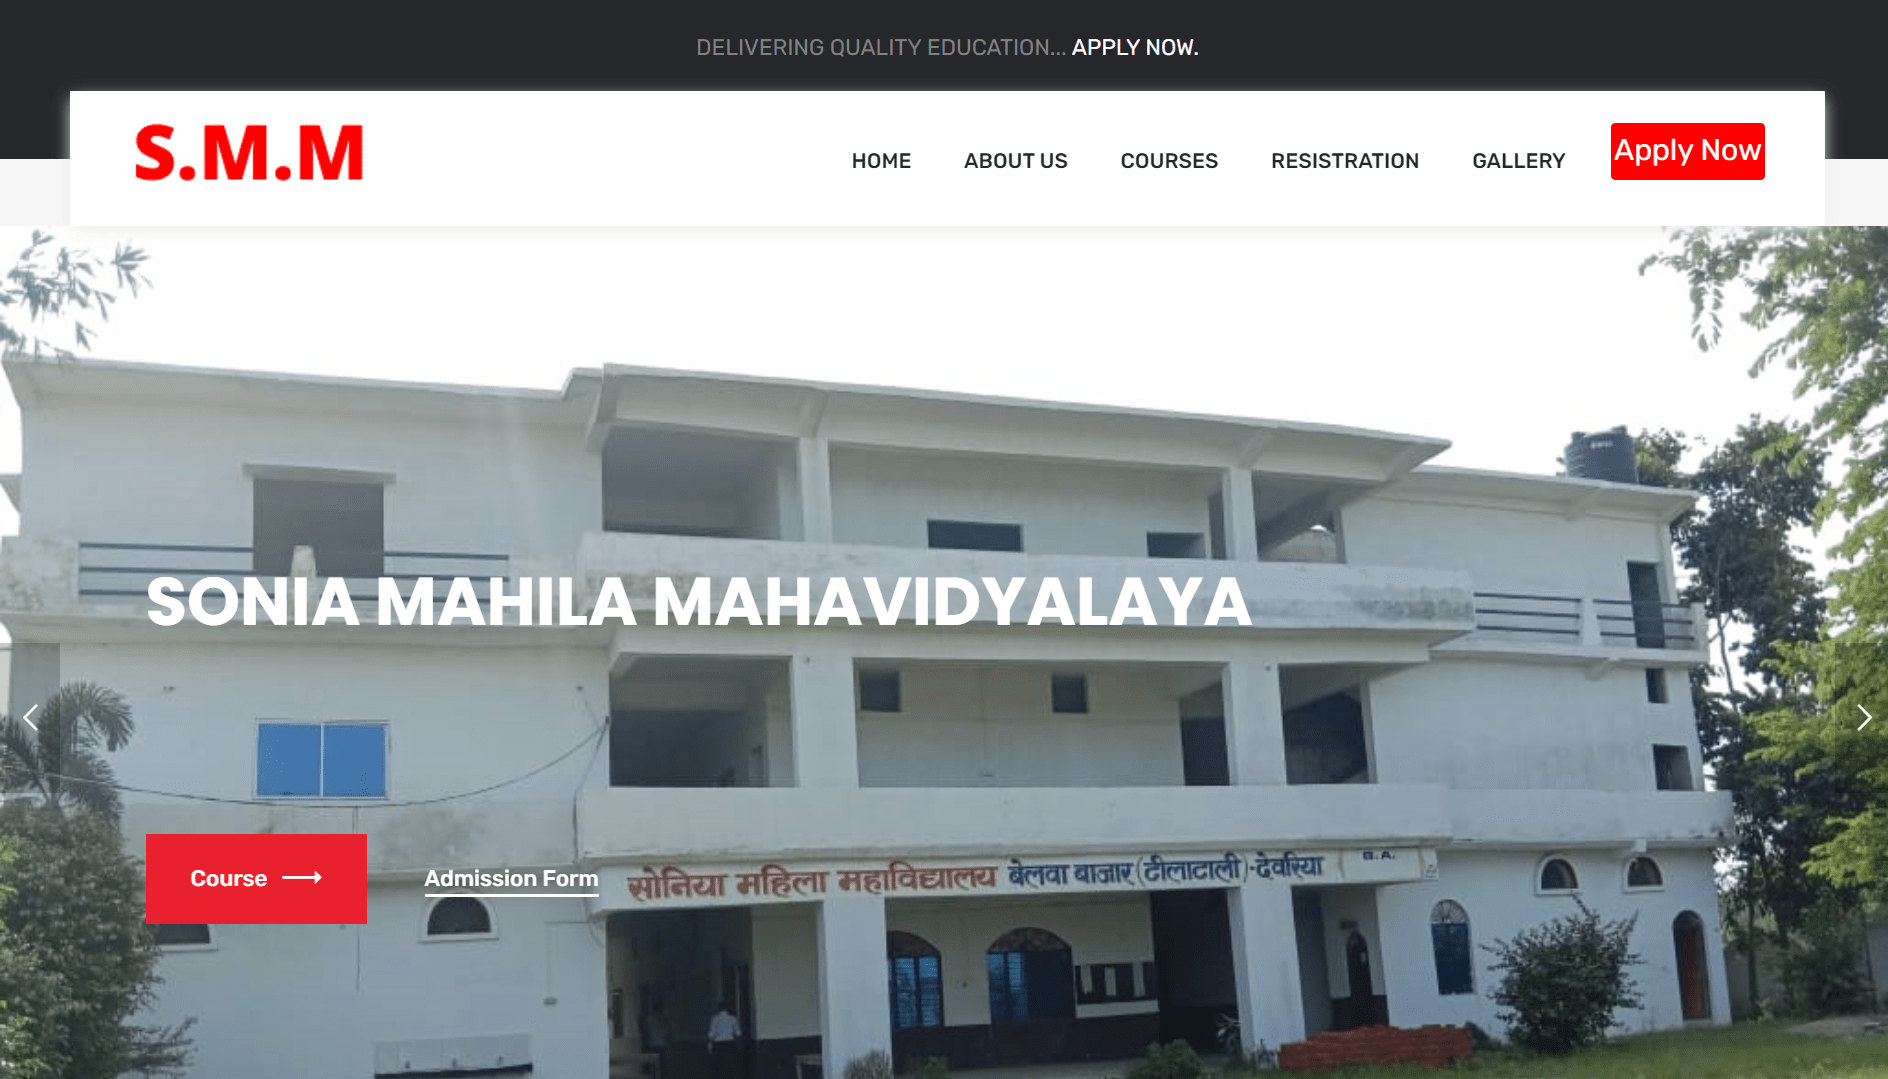 DELIVERING QUALITY EDUCATION... APPLY NOW.
S.M.M
HOME ABOUT US COURSES RESISTRATION GALLERY Apply Now
SONIA MAHILA MAHAVIDYALAYA
Course Admission Form
सोनिया महिला महाविद्यालय बेलवा बाजार (टीलाटाली)-देवरिया B.A.